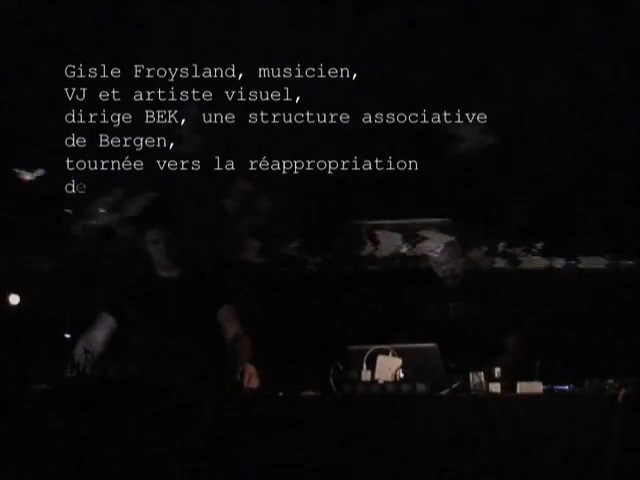 Gisle Froysland, musicien,
VJ et artiste visuel,
dirige BEK, une structure associative
de Bergen,
tournée vers la réappropriation
de